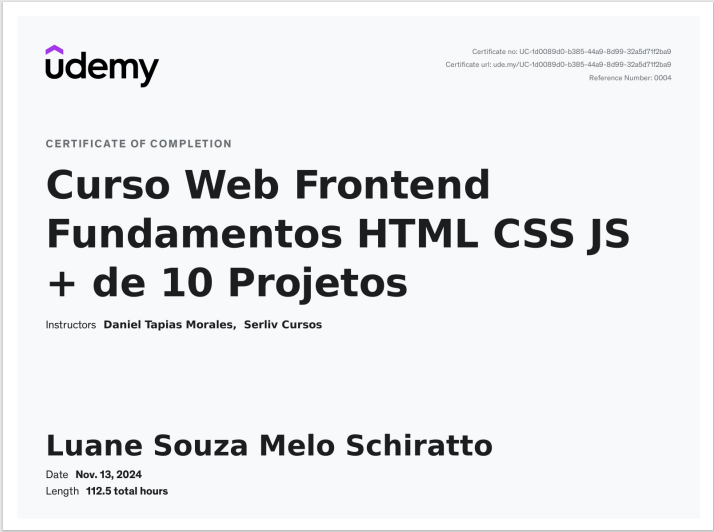 udemy
Certificate no: UC-1d0089d0-b385-44a9-8d99-32a5d71f2ba9
Certificate url: ude.my/UC-1d0089d0-b385-44a9-8d99-32a5d71f2ba9
Reference Number: 0004
CERTIFICATE OF COMPLETION
Curso Web Frontend
Fundamentos HTML CSS JS
+ de 10 Projetos
Instructors Daniel Tapias Morales, Serliv Cursos
Luane Souza Melo Schiratto
Date Nov. 13, 2024
Length 112.5 total hours